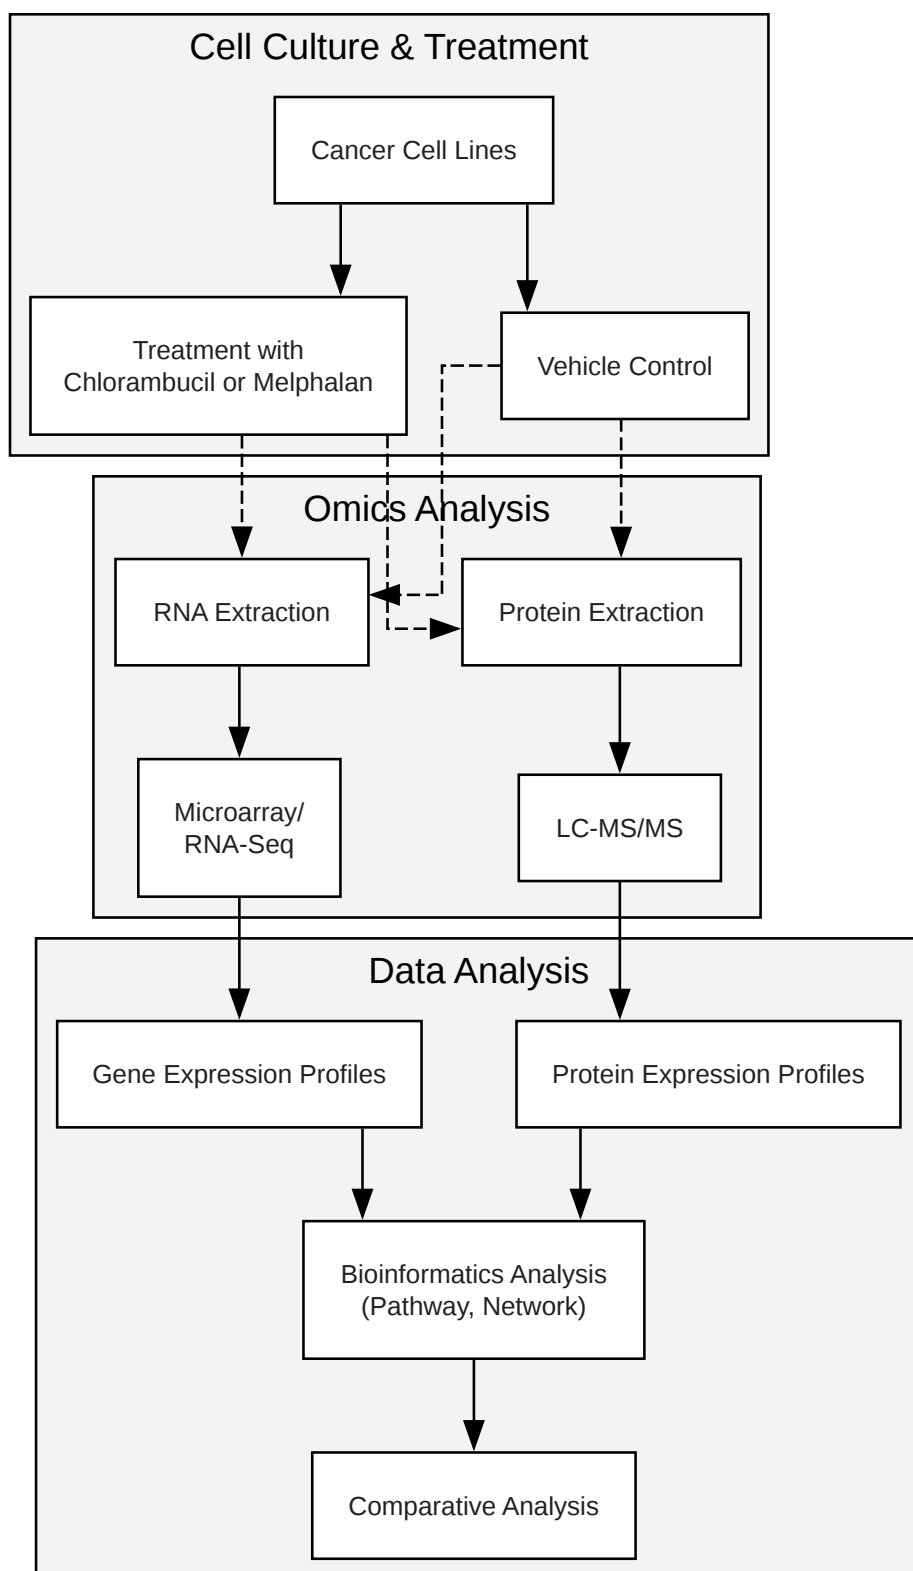 Cell Culture & Treatment
Cancer Cell Lines
Treatment with
Chlorambucil or Melphalan
Vehicle Control
Omics Analysis
RNA Extraction
Protein Extraction
Microarray/
RNA-Seq
LC-MS/MS
Data Analysis
Gene Expression Profiles
Protein Expression Profiles
Bioinformatics Analysis
(Pathway, Network)
Comparative Analysis